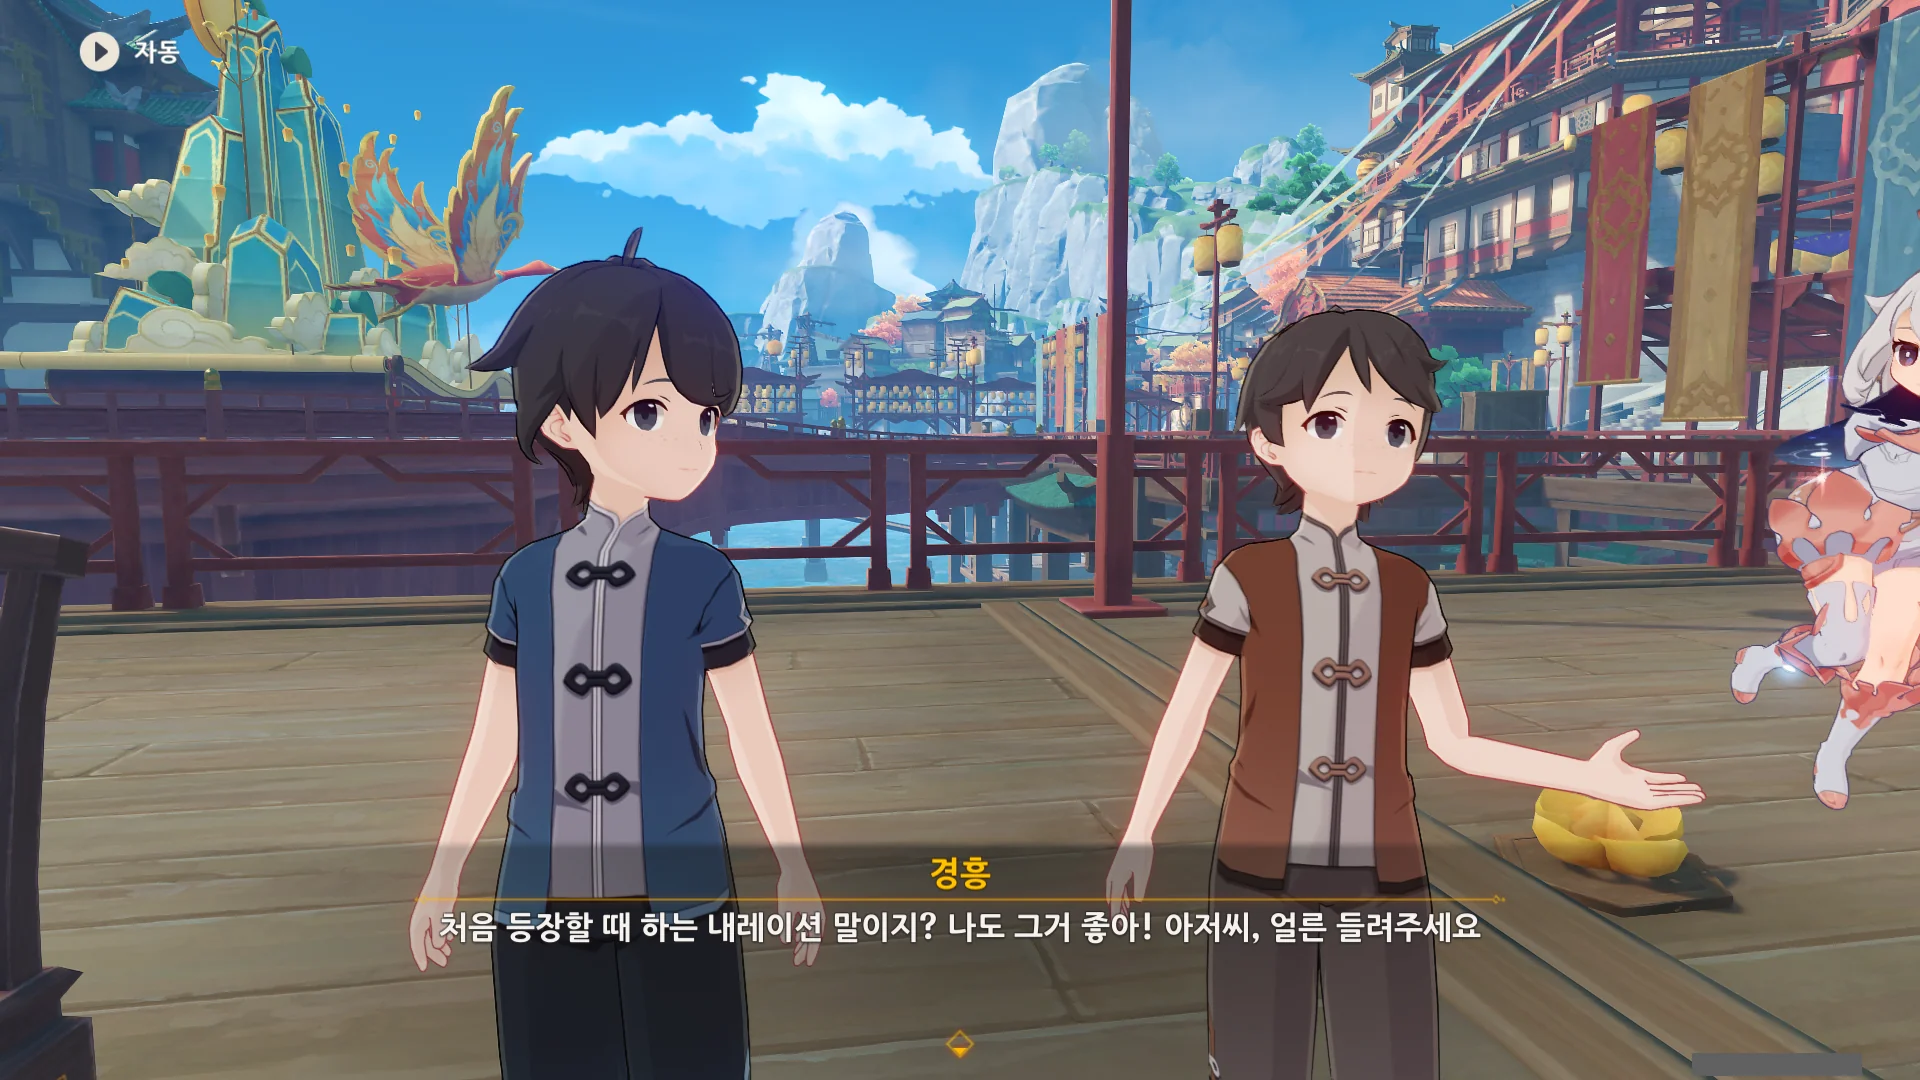 자동
경흥
처음 등장할 때 하는 내레이션 말이지? 나도 그거 좋아! 아저씨, 얼른 들려주세요